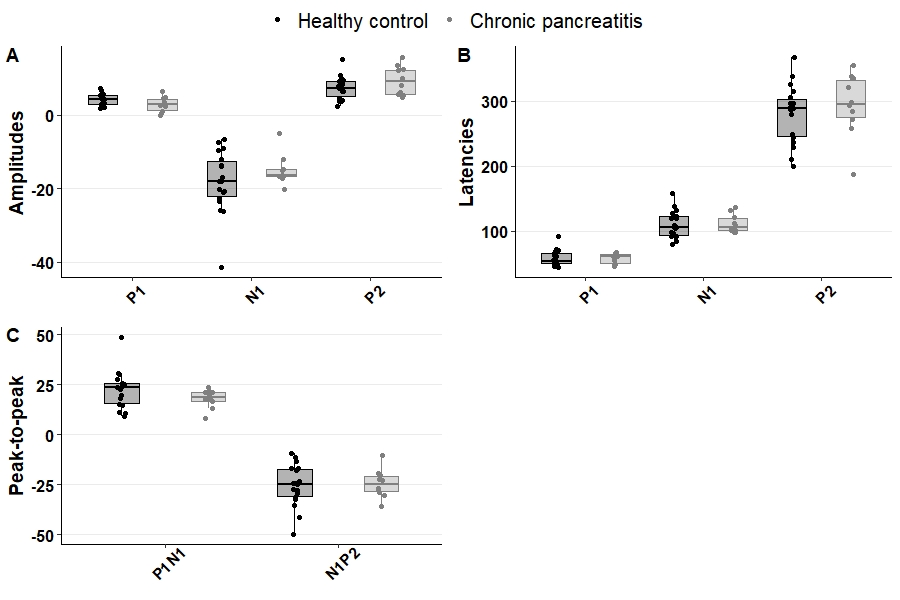 Healthy control Chronic pancreatitis
A
Amplitudes
0
-20
-40
P1 N1 P2
B
Latencies
300
200
100
P1 N1 P2
C
Peak-to-peak
50
25
0
-25
-50
P1N1 N1P2